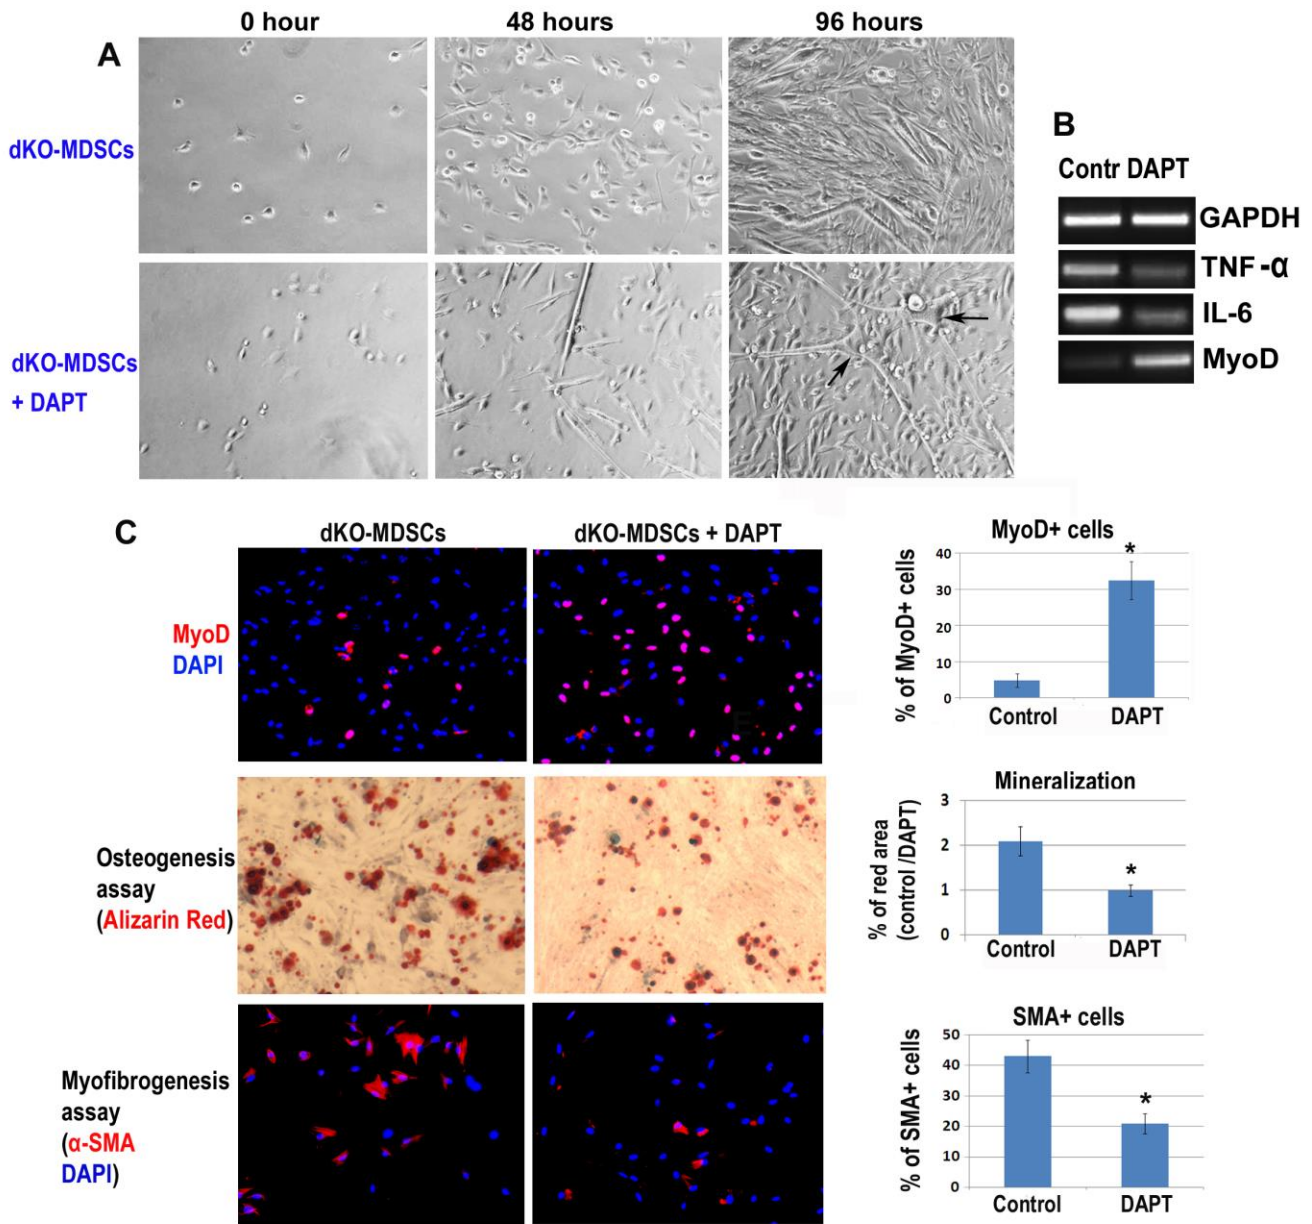 0 hour 48 hours 96 hours
A
dKO-MDSCs
dKO-MDSCs
+ DAPT
B
Contr DAPT
GAPDH
TNF-α
IL-6
MyoD
C
dKO-MDSCs dKO-MDSCs + DAPT
MyoD
DAPI
MyoD+ cells
% of MyoD+ cells
40
30
20
10
0
*
Control DAPT
Osteogenesis
assay
(Alizarin Red)
Mineralization
% of red area
(control /DAPT)
3
2
1
0
*
Control DAPT
Myofibrogenesis
assay
(α-SMA
DAPI)
SMA+ cells
% of SMA+ cells
50
40
30
20
10
0
*
Control DAPT